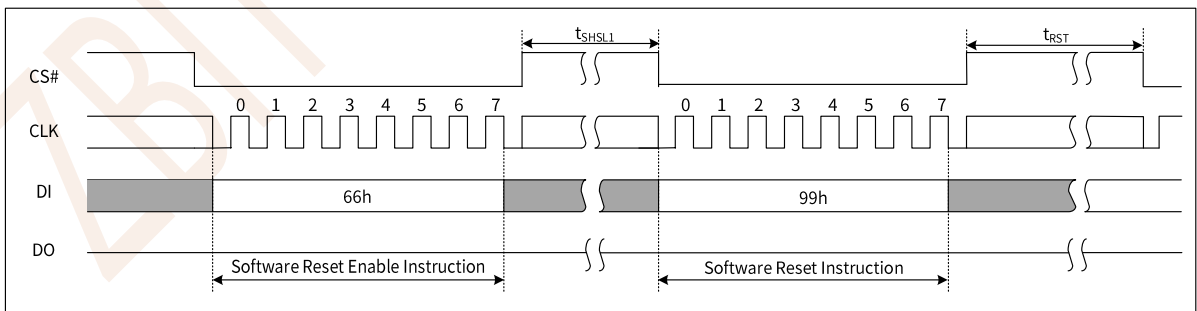 ZBIT
tSHSL1
tRST
CS#
0 1 2 3 4 5 6 7 0 1 2 3 4 5 6 7
CLK
DI
66h 99h
DO
Software Reset Enable Instruction Software Reset Instruction